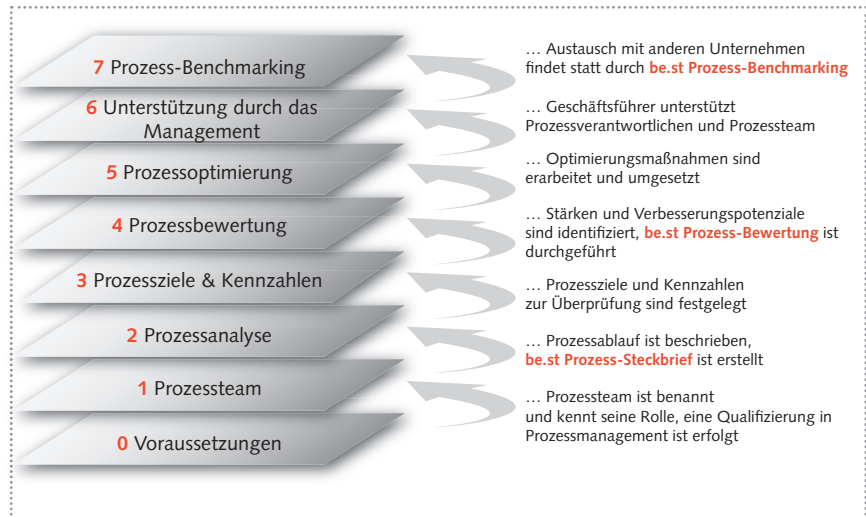 7 Prozess-Benchmarking
… Austausch mit anderen Unternehmen
findet statt durch be.st Prozess-Benchmarking
6 Unterstützung durch das
Management
… Geschäftsführer unterstützt
Prozessverantwortlichen und Prozessteam
5 Prozessoptimierung
… Optimierungsmaßnahmen sind
erarbeitet und umgesetzt
4 Prozessbewertung
… Stärken und Verbesserungspotenziale
sind identifiziert, be.st Prozess-Bewertung ist
durchgeführt
3 Prozessziele & Kennzahlen
… Prozessziele und Kennzahlen
zur Überprüfung sind festgelegt
2 Prozessanalyse
… Prozessablauf ist beschrieben,
be.st Prozess-Steckbrief ist erstellt
1 Prozessteam
… Prozessteam ist benannt
und kennt seine Rolle, eine Qualifizierung in
Prozessmanagement ist erfolgt
0 Voraussetzungen